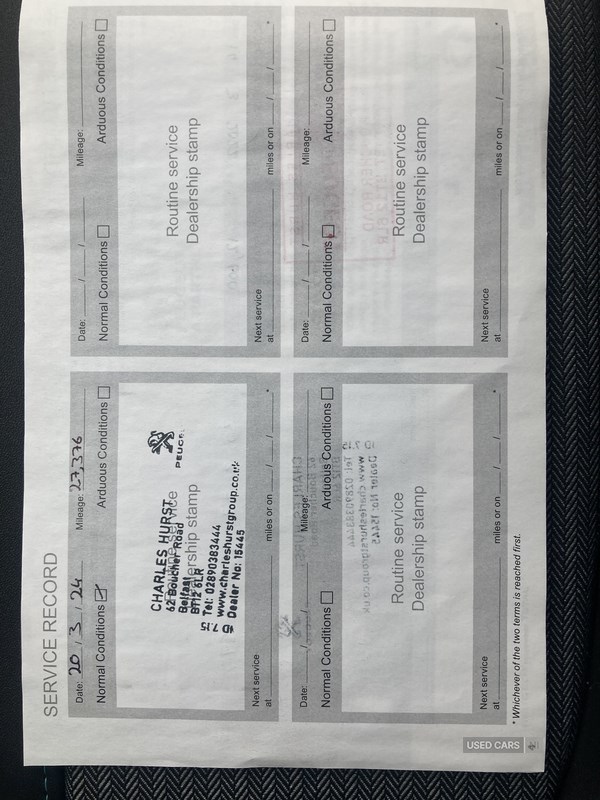 SERVICE RECORD
Date: 20 / 3 / 24 Mileage: 27,376
Normal Conditions ☑ Arduous Conditions ☐
CHARLES HURST
62 Boucher Road
Belfast
BT12 6LR
Tel: 02890383444
www.charleshurstgroup.co.uk
Dealer No: 15445
PEUGE
Routine service
Dealership stamp
Next service
at miles or on / / *
Date: / / Mileage:
Normal Conditions ☐ Arduous Conditions ☐
Routine service
Dealership stamp
Next service
at miles or on / / *
Date: / / Mileage:
Normal Conditions ☐ Arduous Conditions ☐
Routine service
Dealership stamp
Next service
at miles or on / / *
Date: / / Mileage:
Normal Conditions ☐ Arduous Conditions ☐
Routine service
Dealership stamp
Next service
at miles or on / / *
* Whichever of the two terms is reached first.
USED CARS